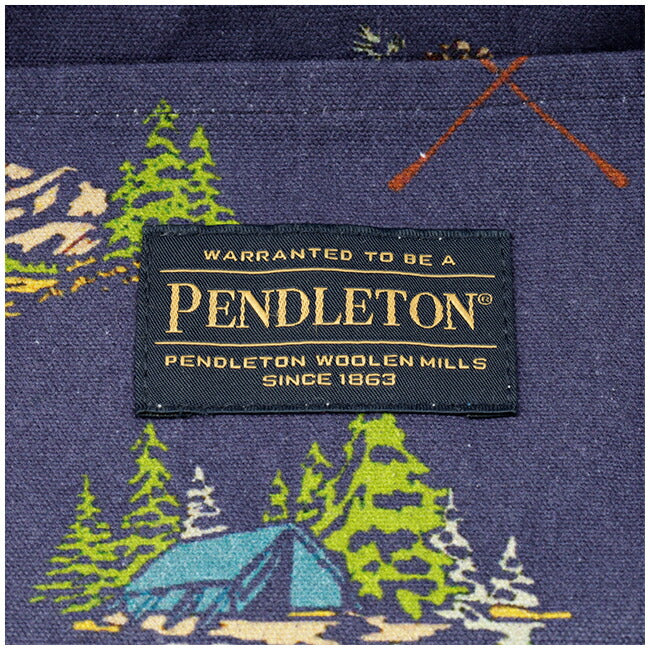 WARRANTED TO BE A
PENDLETON®
PENDLETON WOOLEN MILLS
SINCE 1863